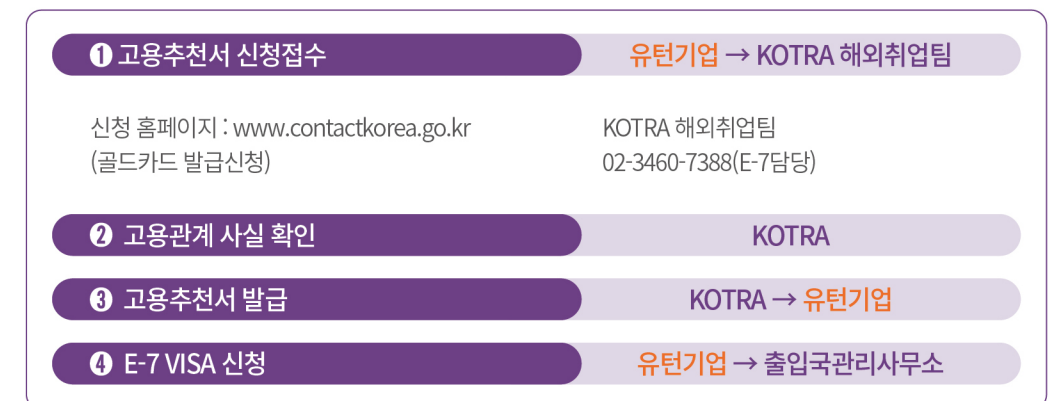 ❶ 고용추천서 신청접수
유턴기업 → KOTRA 해외취업팀
신청 홈페이지 : www.contactkorea.go.kr
(골드카드 발급신청)
KOTRA 해외취업팀
02-3460-7388(E-7담당)
❷ 고용관계 사실 확인
KOTRA
❸ 고용추천서 발급
KOTRA → 유턴기업
❹ E-7 VISA 신청
유턴기업 → 출입국관리사무소